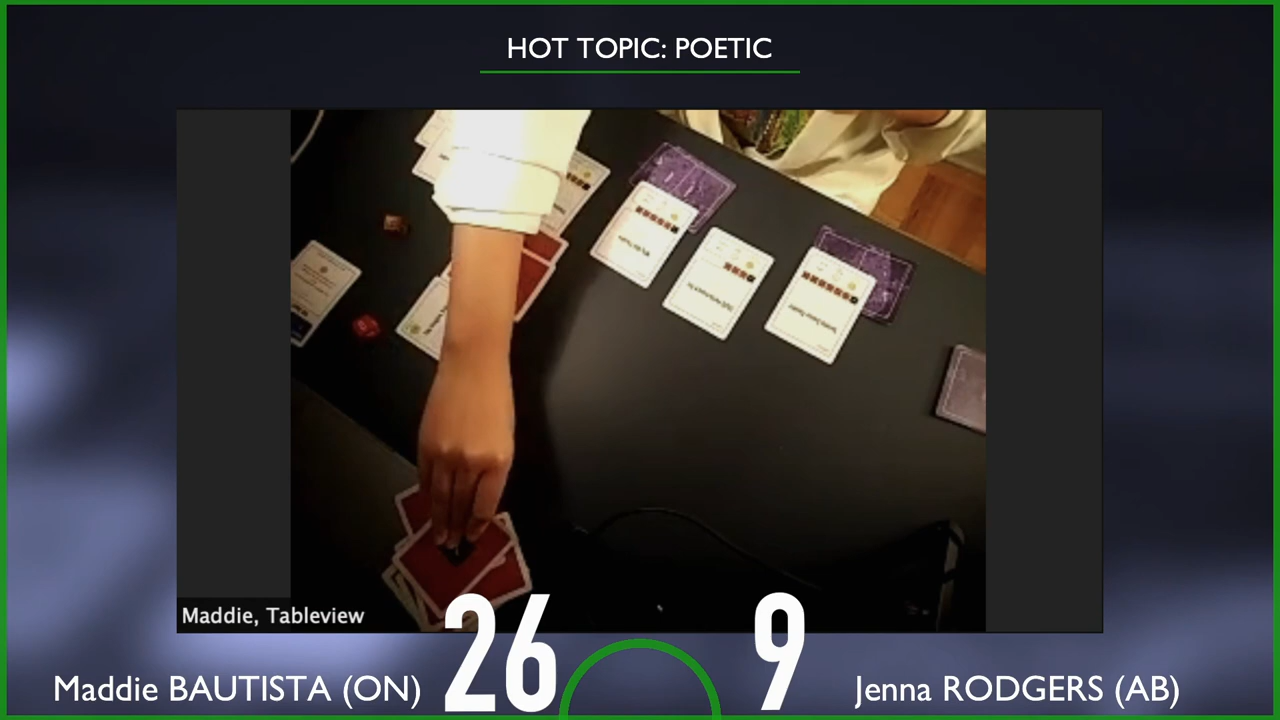 HOT TOPIC: POETIC
Maddie, Tableview
26
9
Maddie BAUTISTA (ON)
Jenna RODGERS (AB)